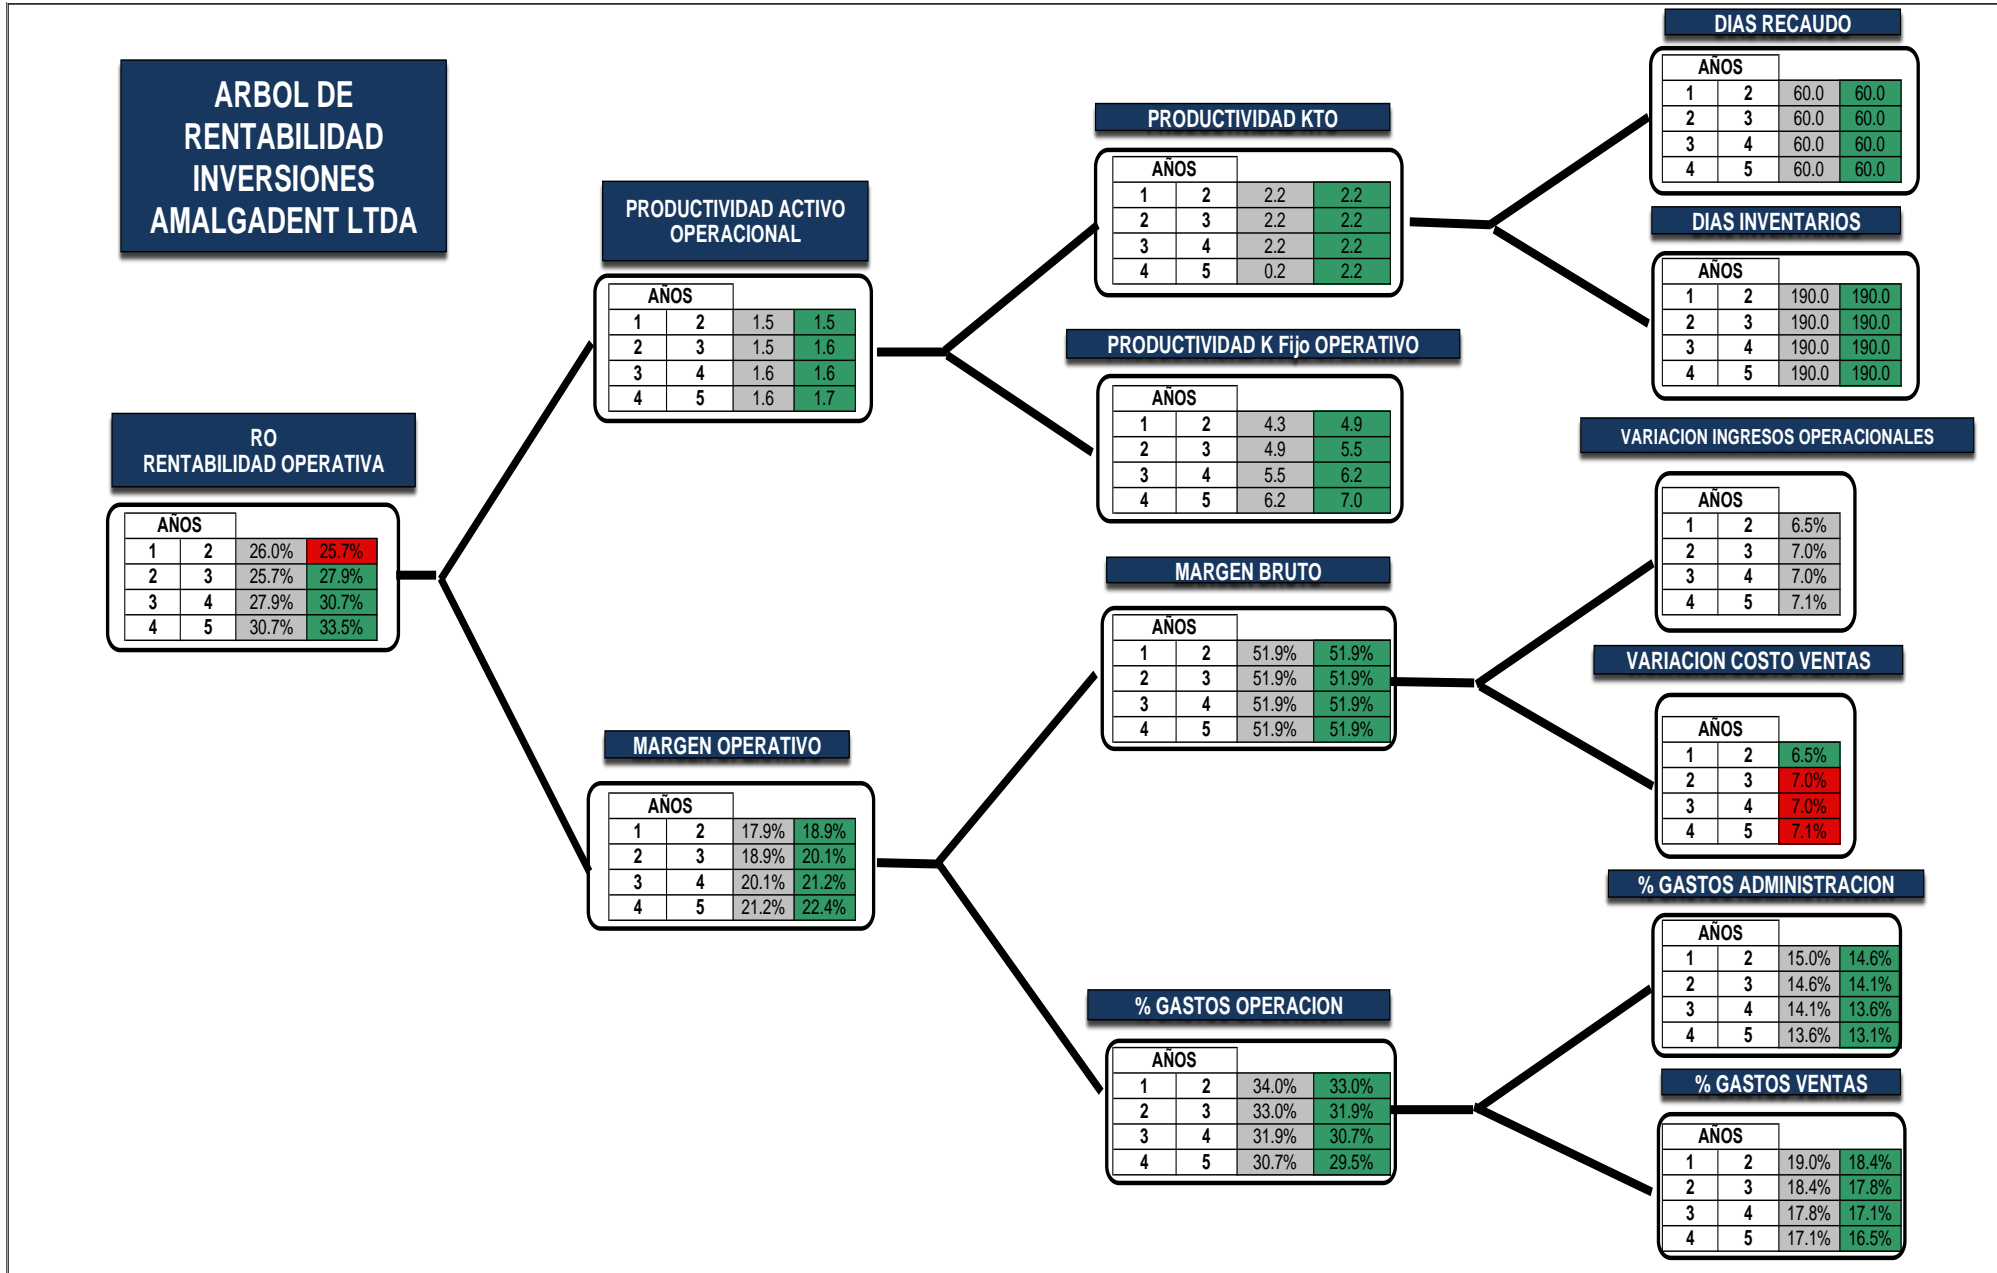 ARBOL DE
RENTABILIDAD
INVERSIONES
AMALGADENT LTDA
RO
RENTABILIDAD OPERATIVA
AÑOS
1 2 26.0% 25.7%
2 3 25.7% 27.9%
3 4 27.9% 30.7%
4 5 30.7% 33.5%
PRODUCTIVIDAD ACTIVO
OPERACIONAL
AÑOS
1 2 1.5 1.5
2 3 1.5 1.6
3 4 1.6 1.6
4 5 1.6 1.7
MARGEN OPERATIVO
AÑOS
1 2 17.9% 18.9%
2 3 18.9% 20.1%
3 4 20.1% 21.2%
4 5 21.2% 22.4%
PRODUCTIVIDAD KTO
AÑOS
1 2 2.2 2.2
2 3 2.2 2.2
3 4 2.2 2.2
4 5 0.2 2.2
PRODUCTIVIDAD K Fijo OPERATIVO
AÑOS
1 2 4.3 4.9
2 3 4.9 5.5
3 4 5.5 6.2
4 5 6.2 7.0
MARGEN BRUTO
AÑOS
1 2 51.9% 51.9%
2 3 51.9% 51.9%
3 4 51.9% 51.9%
4 5 51.9% 51.9%
% GASTOS OPERACION
AÑOS
1 2 34.0% 33.0%
2 3 33.0% 31.9%
3 4 31.9% 30.7%
4 5 30.7% 29.5%
DIAS RECAUDO
AÑOS
1 2 60.0 60.0
2 3 60.0 60.0
3 4 60.0 60.0
4 5 60.0 60.0
DIAS INVENTARIOS
AÑOS
1 2 190.0 190.0
2 3 190.0 190.0
3 4 190.0 190.0
4 5 190.0 190.0
VARIACION INGRESOS OPERACIONALES
AÑOS
1 2 6.5%
2 3 7.0%
3 4 7.0%
4 5 7.1%
VARIACION COSTO VENTAS
AÑOS
1 2 6.5%
2 3 7.0%
3 4 7.0%
4 5 7.1%
% GASTOS ADMINISTRACION
AÑOS
1 2 15.0% 14.6%
2 3 14.6% 14.1%
3 4 14.1% 13.6%
4 5 13.6% 13.1%
% GASTOS VENTAS
AÑOS
1 2 19.0% 18.4%
2 3 18.4% 17.8%
3 4 17.8% 17.1%
4 5 17.1% 16.5%